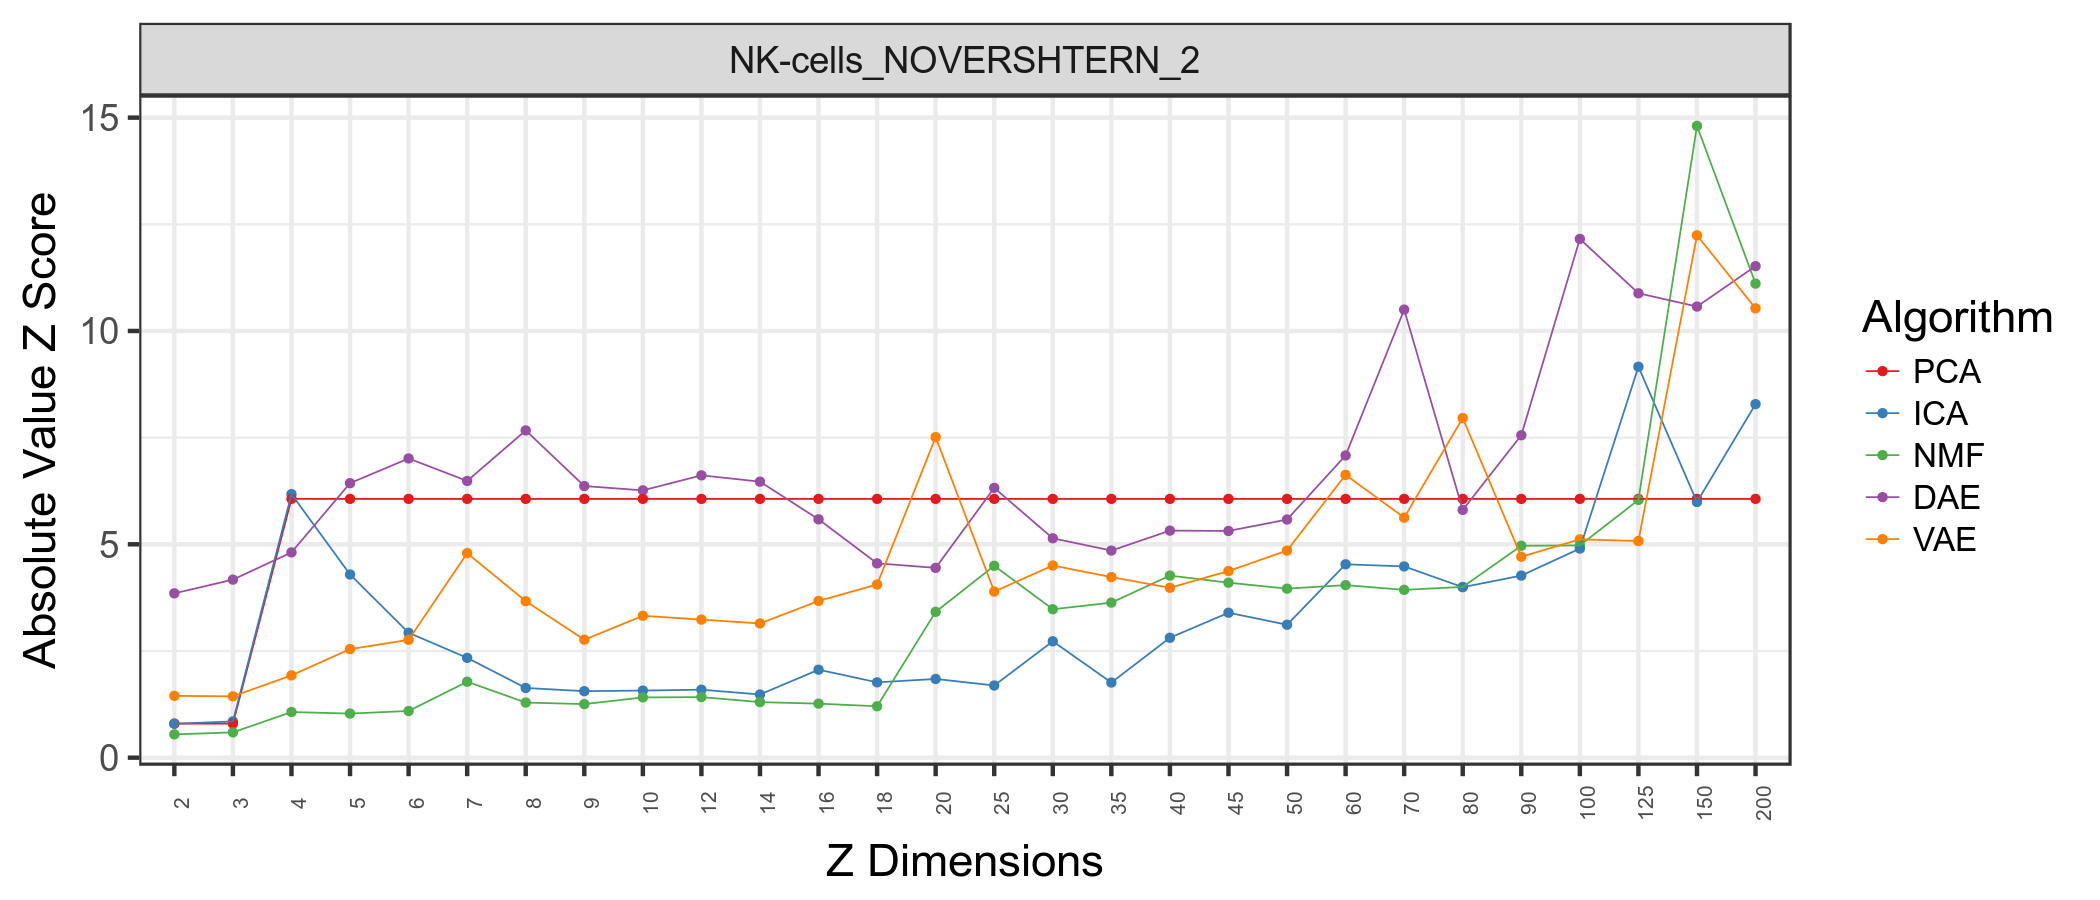 NK-cells_NOVERSHTERN_2
Absolute Value Z Score
15
10
5
0
2 3 4 5 6 7 8 9 10 12 14 16 18 20 25 30 35 40 45 50 60 70 80 90 100 125 150 200
Z Dimensions
Algorithm
PCA
ICA
NMF
DAE
VAE